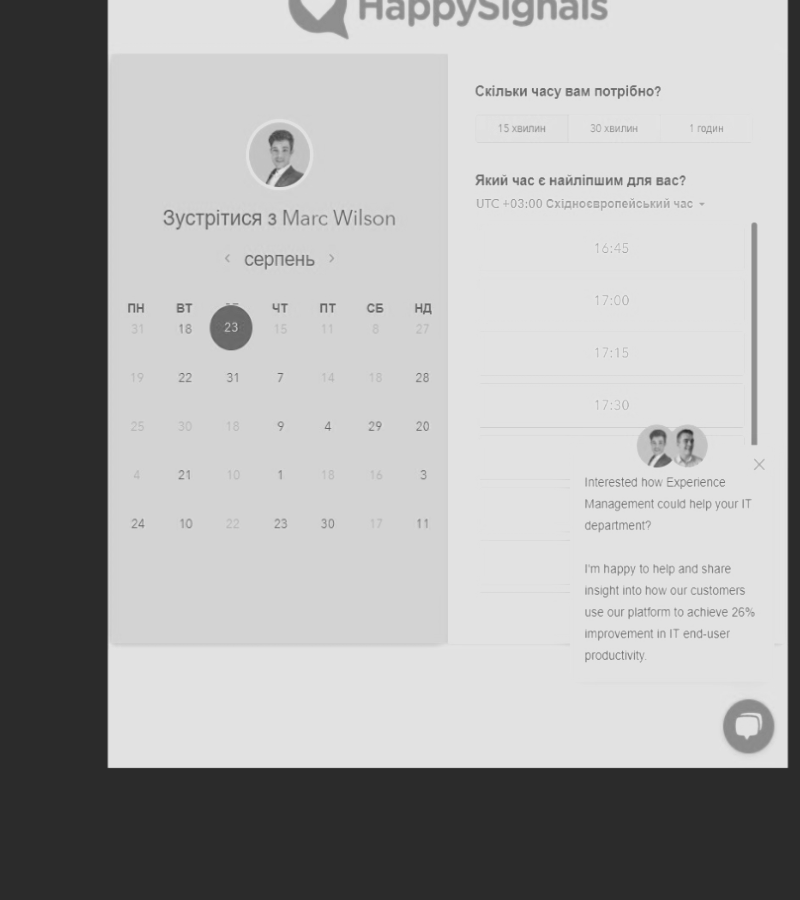 HappySignals
Зустрітися з Marc Wilson
серпень
ПН ВТ ЧТ ПТ СБ НД
31 18 23 15 11 8 27
19 22 31 7 14 18 28
25 30 18 9 4 29 20
4 21 10 1 18 16 3
24 10 22 23 30 17 11
Скільки часу вам потрібно?
15 хвилин 30 хвилин 1 годин
Який час є найліпшим для вас?
UTC +03:00 Східноєвропейський час
16:45
17:00
17:15
17:30
Interested how Experience
Management could help your IT
department?
I'm happy to help and share
insight into how our customers
use our platform to achieve 26%
improvement in IT end-user
productivity.